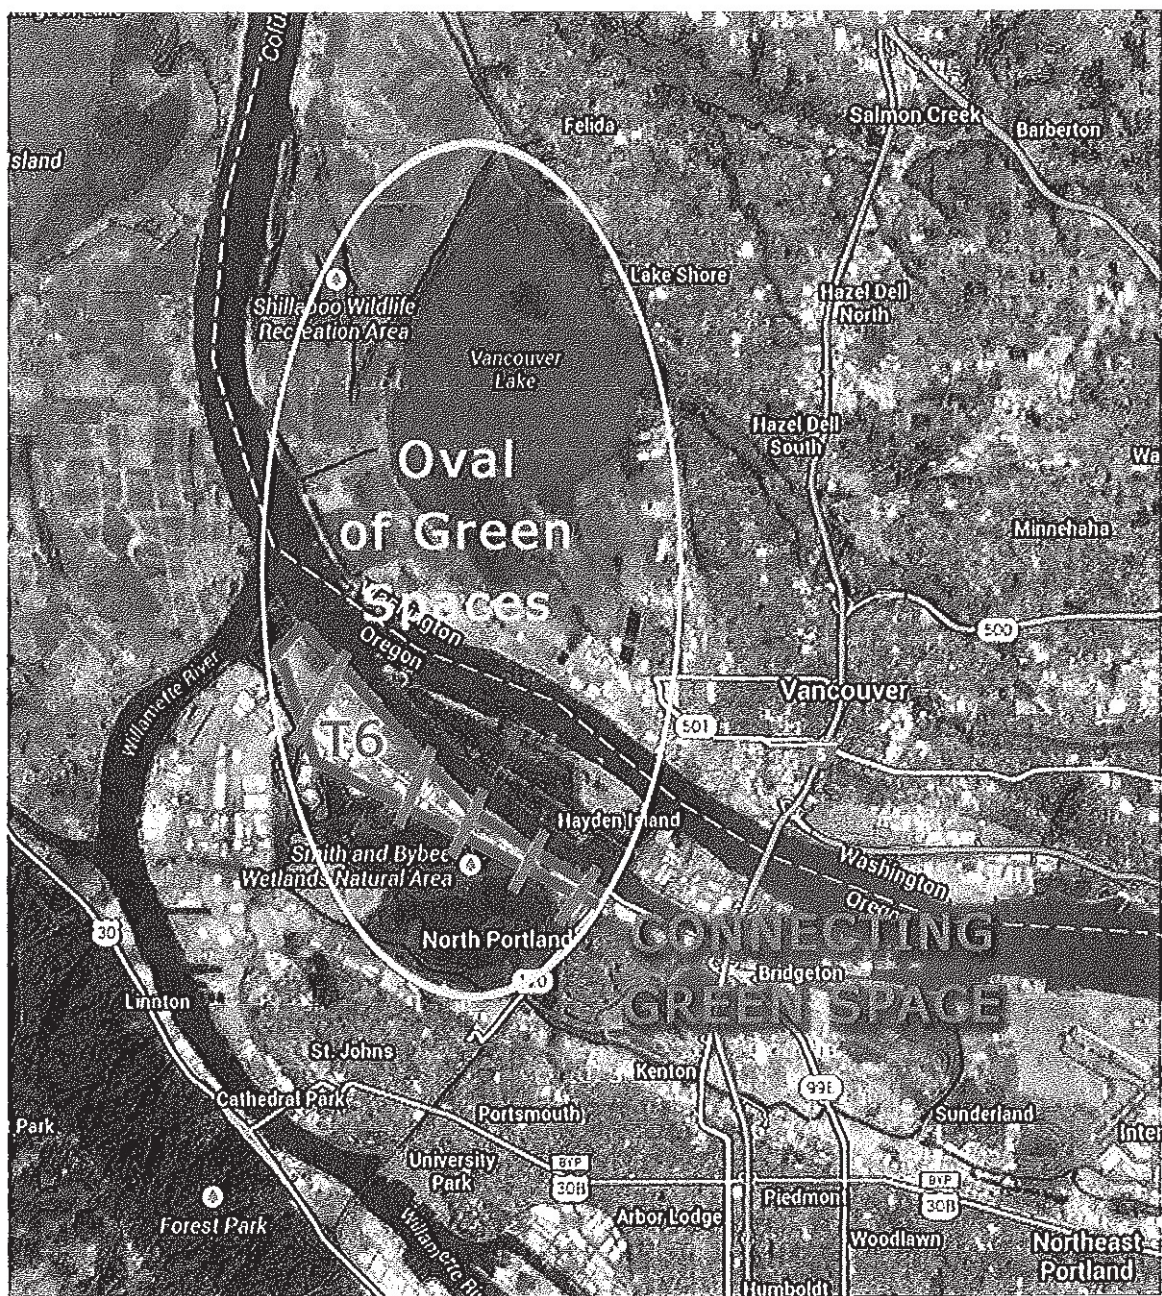 Felida
Salmon Creek
Barberton
Island
Lake Shore
Shillapoo Wildlife
Recreation Area
Hazel Dell
North
Vancouver
Lake
Hazel Dell
South
Wa
Oval
of Green
Spaces
Minnehaha
Oregon
500
Willamette River
Vancouver
501
T6
Hayden Island
Smith and Bybee
Wetlands Natural Area
Washington
30
North Portland
CONNECTING
GREEN SPACE
Bridgeton
Linnton
St. Johns
Kenton
99E
Cathedral Park
Portsmouth
Sunderland
Park
Inter
University
Park
BYP
30B
BYP
30B
Piedmont
Forest Park
Arbor Lodge
Woodlawn
Northeast
Portland
Humboldt